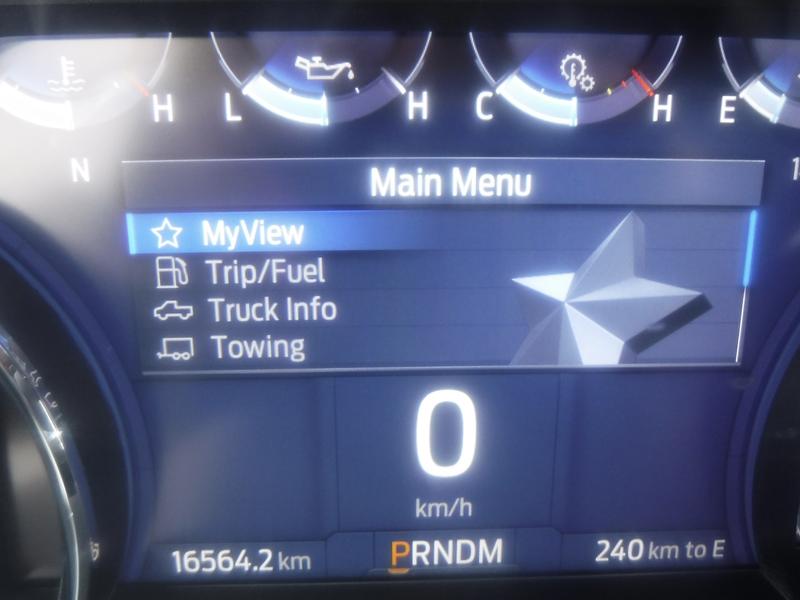 H L H C H E
N
Main Menu
MyView
Trip/Fuel
Truck Info
Towing
0
km/h
16564.2 km PRNDM 240 km to E